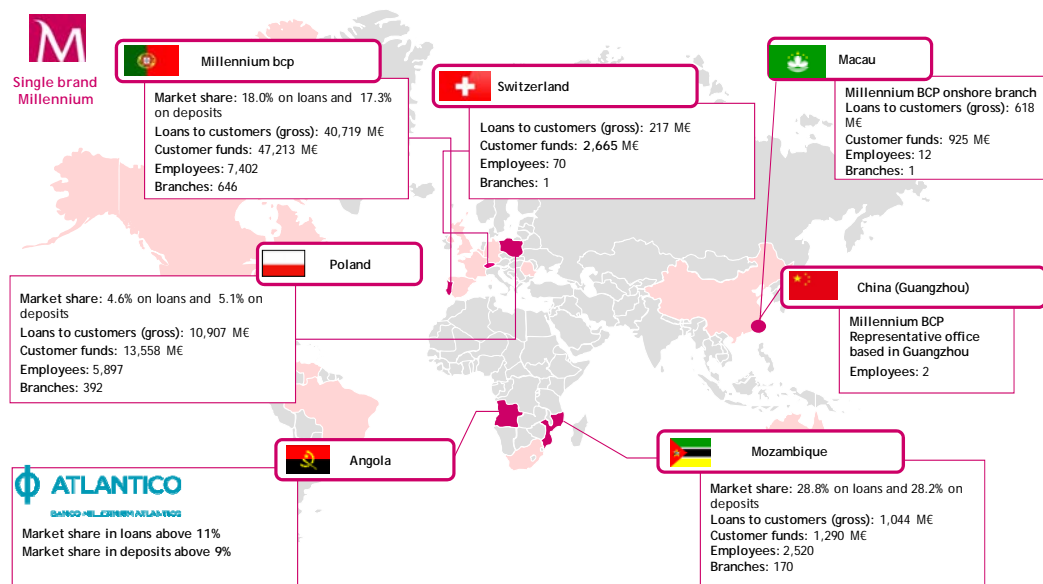 M
Single brand
Millennium
Millennium bcp
Market share: 18.0% on loans and 17.3%
on deposits
Loans to customers (gross): 40,719 M€
Customer funds: 47,213 M€
Employees: 7,402
Branches: 646
Switzerland
Loans to customers (gross): 217 M€
Customer funds: 2,665 M€
Employees: 70
Branches: 1
Macau
Millennium BCP onshore branch
Loans to customers (gross): 618
M€
Customer funds: 925 M€
Employees: 12
Branches: 1
Poland
Market share: 4.6% on loans and 5.1% on
deposits
Loans to customers (gross): 10,907 M€
Customer funds: 13,558 M€
Employees: 5,897
Branches: 392
China (Guangzhou)
Millennium BCP
Representative office
based in Guangzhou
Employees: 2
Angola
ATLANTICO
BANCO MILLENNIUM ATLANTICO
Market share in loans above 11%
Market share in deposits above 9%
Mozambique
Market share: 28.8% on loans and 28.2% on
deposits
Loans to customers (gross): 1,044 M€
Customer funds: 1,290 M€
Employees: 2,520
Branches: 170